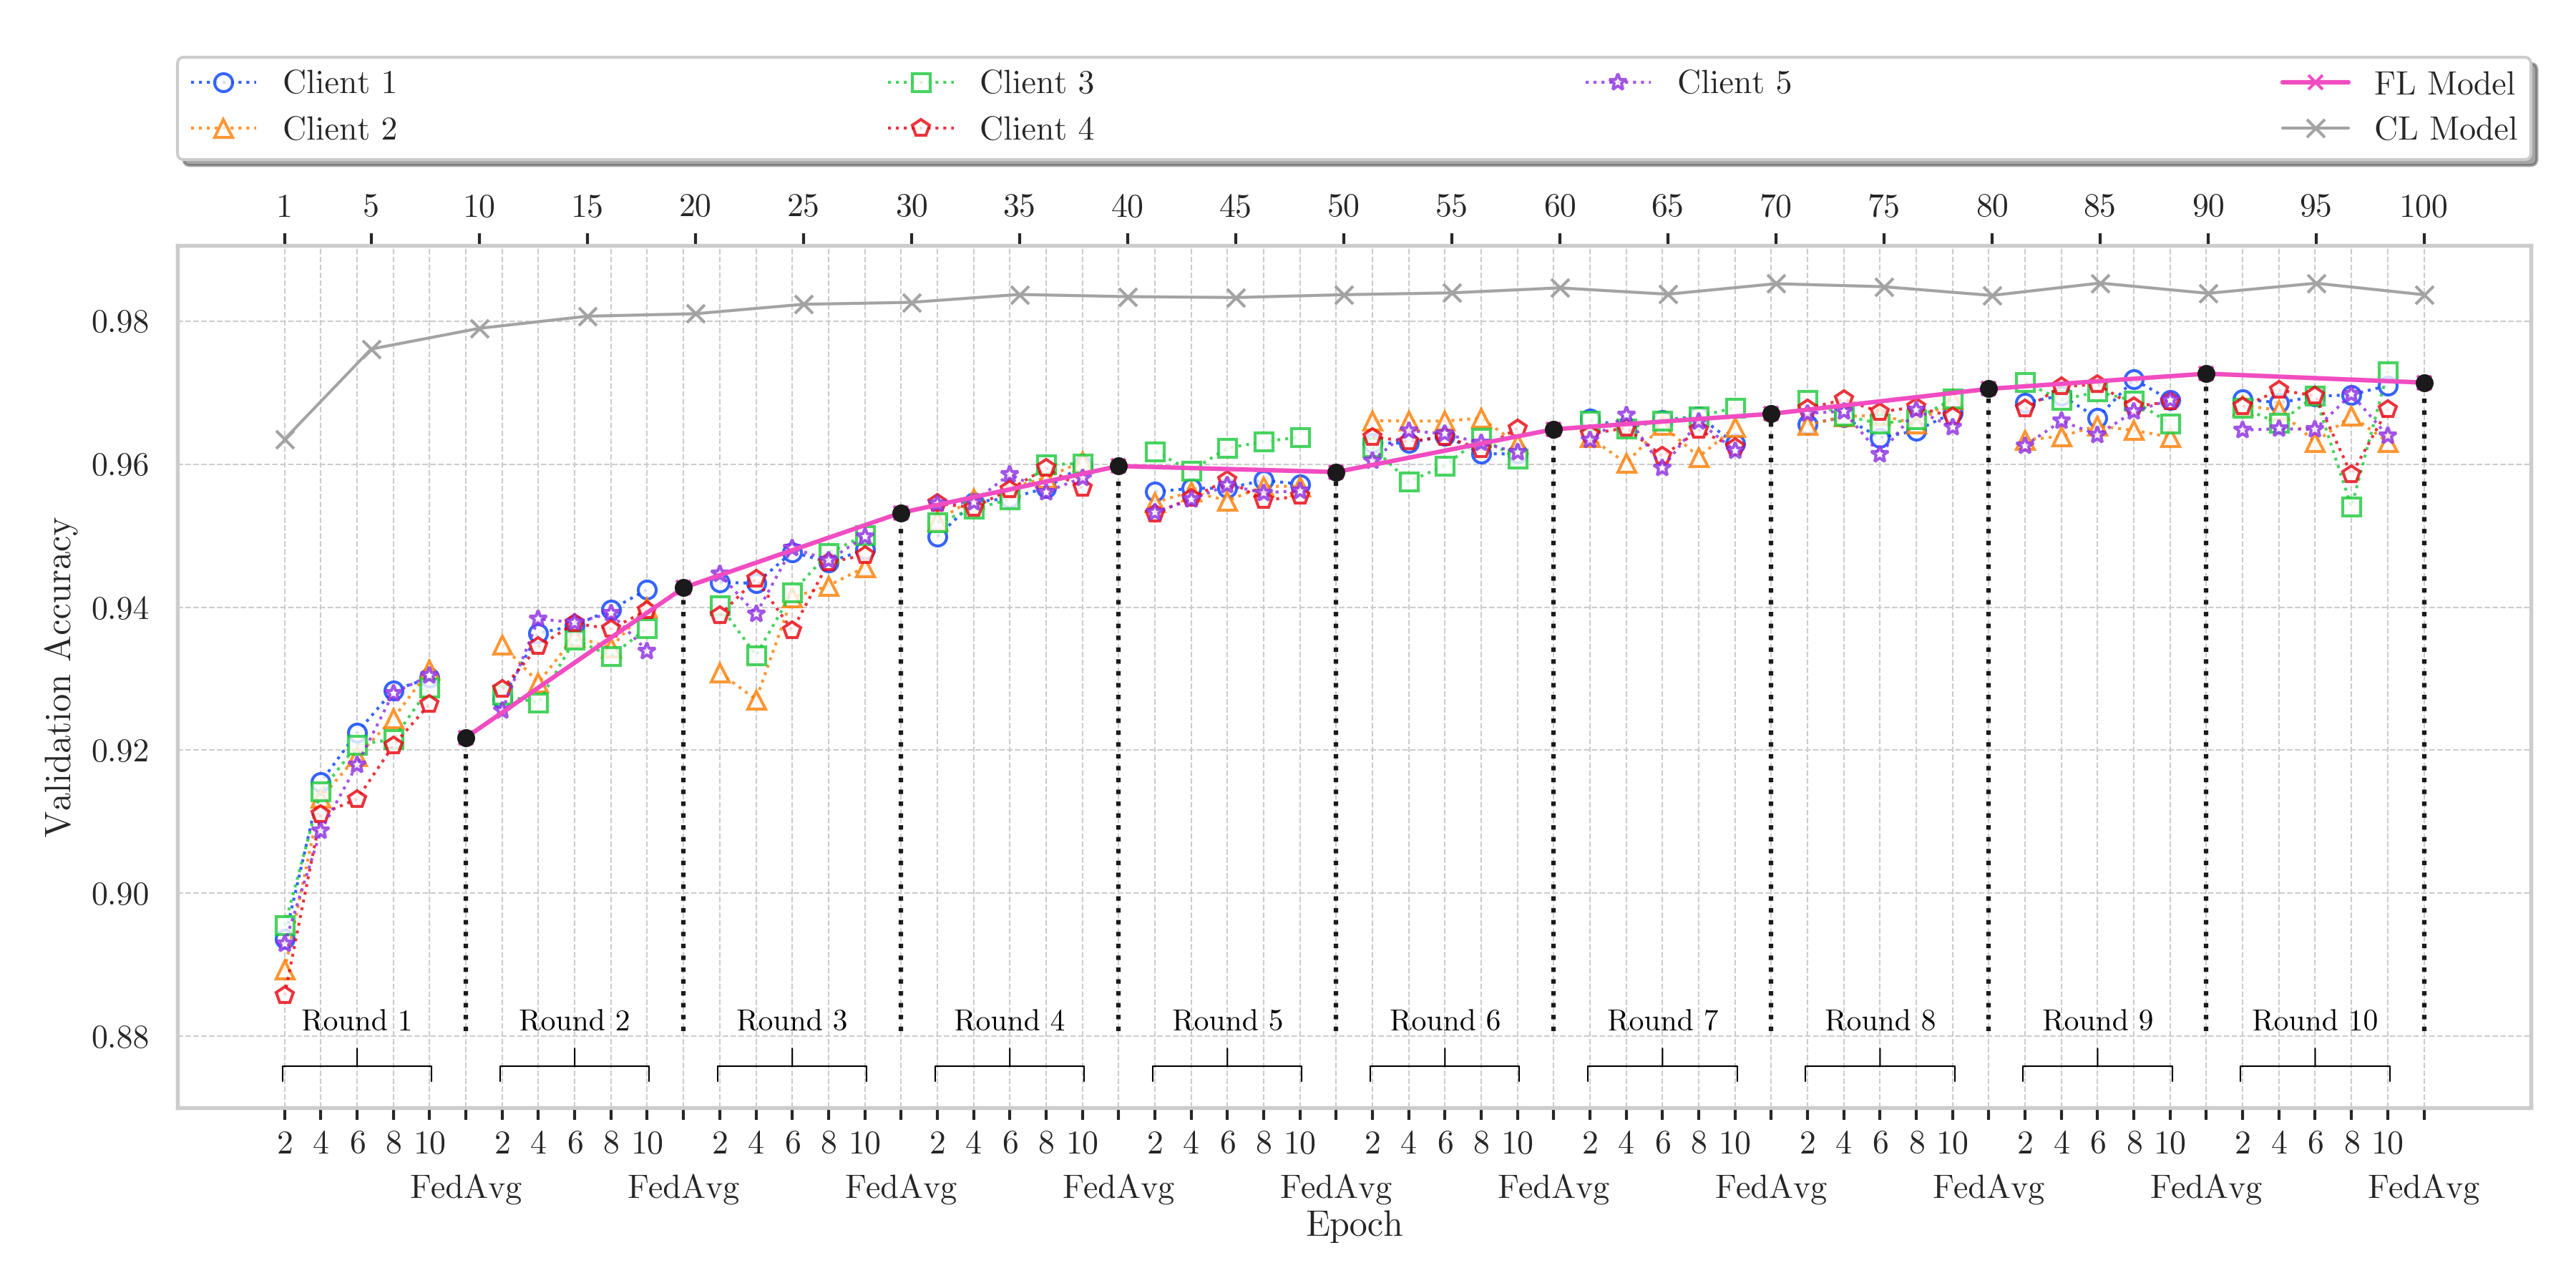 Client 1 Client 3 Client 5 FL Model
Client 2 Client 4 CL Model
1 5 10 15 20 25 30 35 40 45 50 55 60 65 70 75 80 85 90 95 100
0.98
0.96
0.94
0.92
0.90
0.88
Validation Accuracy
Round 1 Round 2 Round 3 Round 4 Round 5 Round 6 Round 7 Round 8 Round 9 Round 10
2 4 6 8 10 2 4 6 8 10 2 4 6 8 10 2 4 6 8 10 2 4 6 8 10 2 4 6 8 10 2 4 6 8 10 2 4 6 8 10 2 4 6 8 10 2 4 6 8 10
FedAvg FedAvg FedAvg FedAvg FedAvg FedAvg FedAvg FedAvg FedAvg FedAvg
Epoch